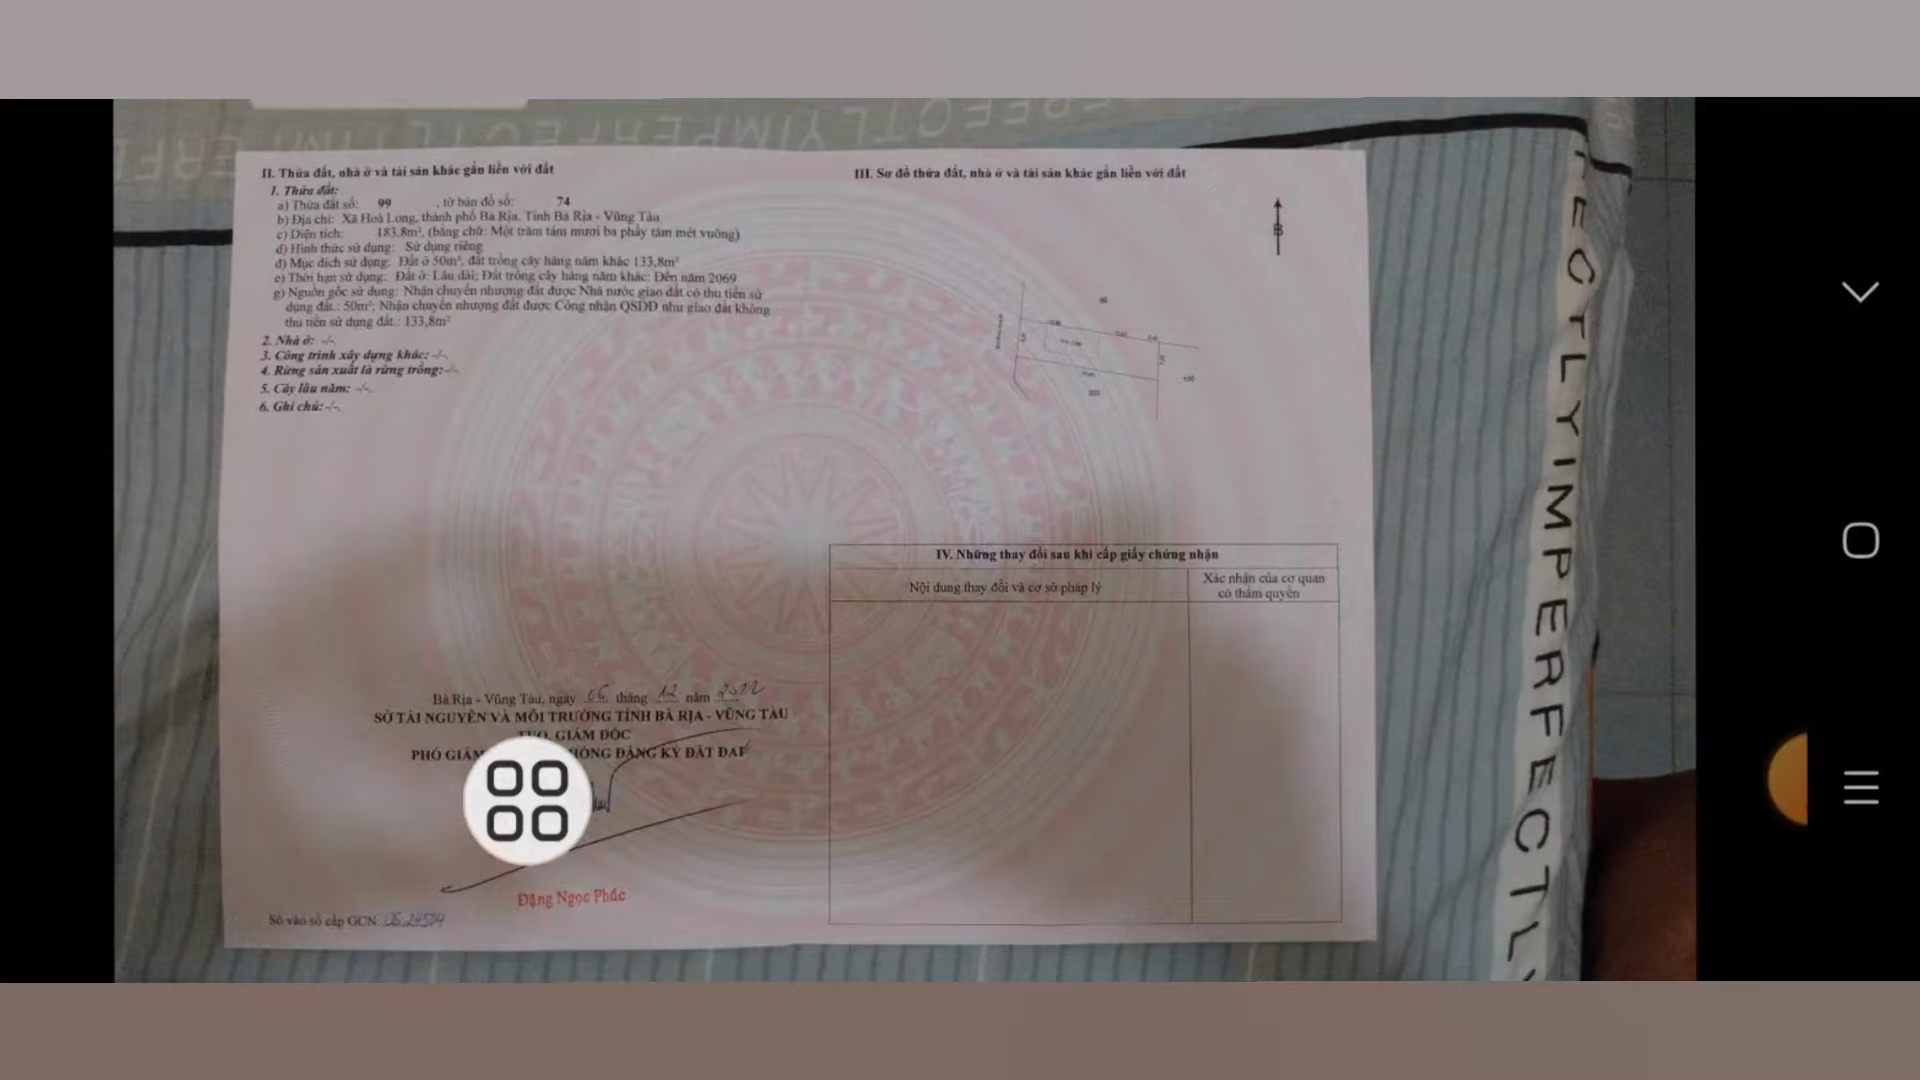 II. Thửa đất, nhà ở và tài sản khác gắn liền với đất
1. Thửa đất:
a) Thửa đất số: 99 , tờ bản đồ số: 74
b) Địa chỉ: Xã Hoà Long, thành phố Bà Rịa, Tỉnh Bà Rịa - Vũng Tàu
c) Diện tích: 183,8m², (bằng chữ: Một trăm tám mươi ba phẩy tám mét vuông)
d) Hình thức sử dụng: Sử dụng riêng
đ) Mục đích sử dụng: Đất ở 50m², đất trồng cây hàng năm khác 133,8m²
e) Thời hạn sử dụng: Đất ở: Lâu dài; Đất trồng cây hàng năm khác: Đến năm 2069
g) Nguồn gốc sử dụng: Nhận chuyển nhượng đất được Nhà nước giao đất có thu tiền sử
dụng đất.: 50m²; Nhận chuyển nhượng đất được Công nhận QSDĐ như giao đất không
thu tiền sử dụng đất.: 133,8m²
2. Nhà ở: -/-.
3. Công trình xây dựng khác: -/-.
4. Rừng sản xuất là rừng trồng: -/-.
5. Cây lâu năm: -/-.
6. Ghi chú: -/-.
Bà Rịa - Vũng Tàu, ngày 06 tháng 12 năm 2022
SỞ TÀI NGUYÊN VÀ MÔI TRƯỜNG TỈNH BÀ RỊA - VŨNG TÀU
TUQ. GIÁM ĐỐC
PHÓ GIÁM ĐĂNG KÝ ĐẤT ĐAI
Đặng Ngọc Phúc
Số vào sổ cấp GCN:
III. Sơ đồ thửa đất, nhà ở và tài sản khác gắn liền với đất
B
100
IV. Những thay đổi sau khi cấp giấy chứng nhận
Nội dung thay đổi và cơ sở pháp lý
Xác nhận của cơ quan
có thẩm quyền
PERFECTLYIMPERFECTLY